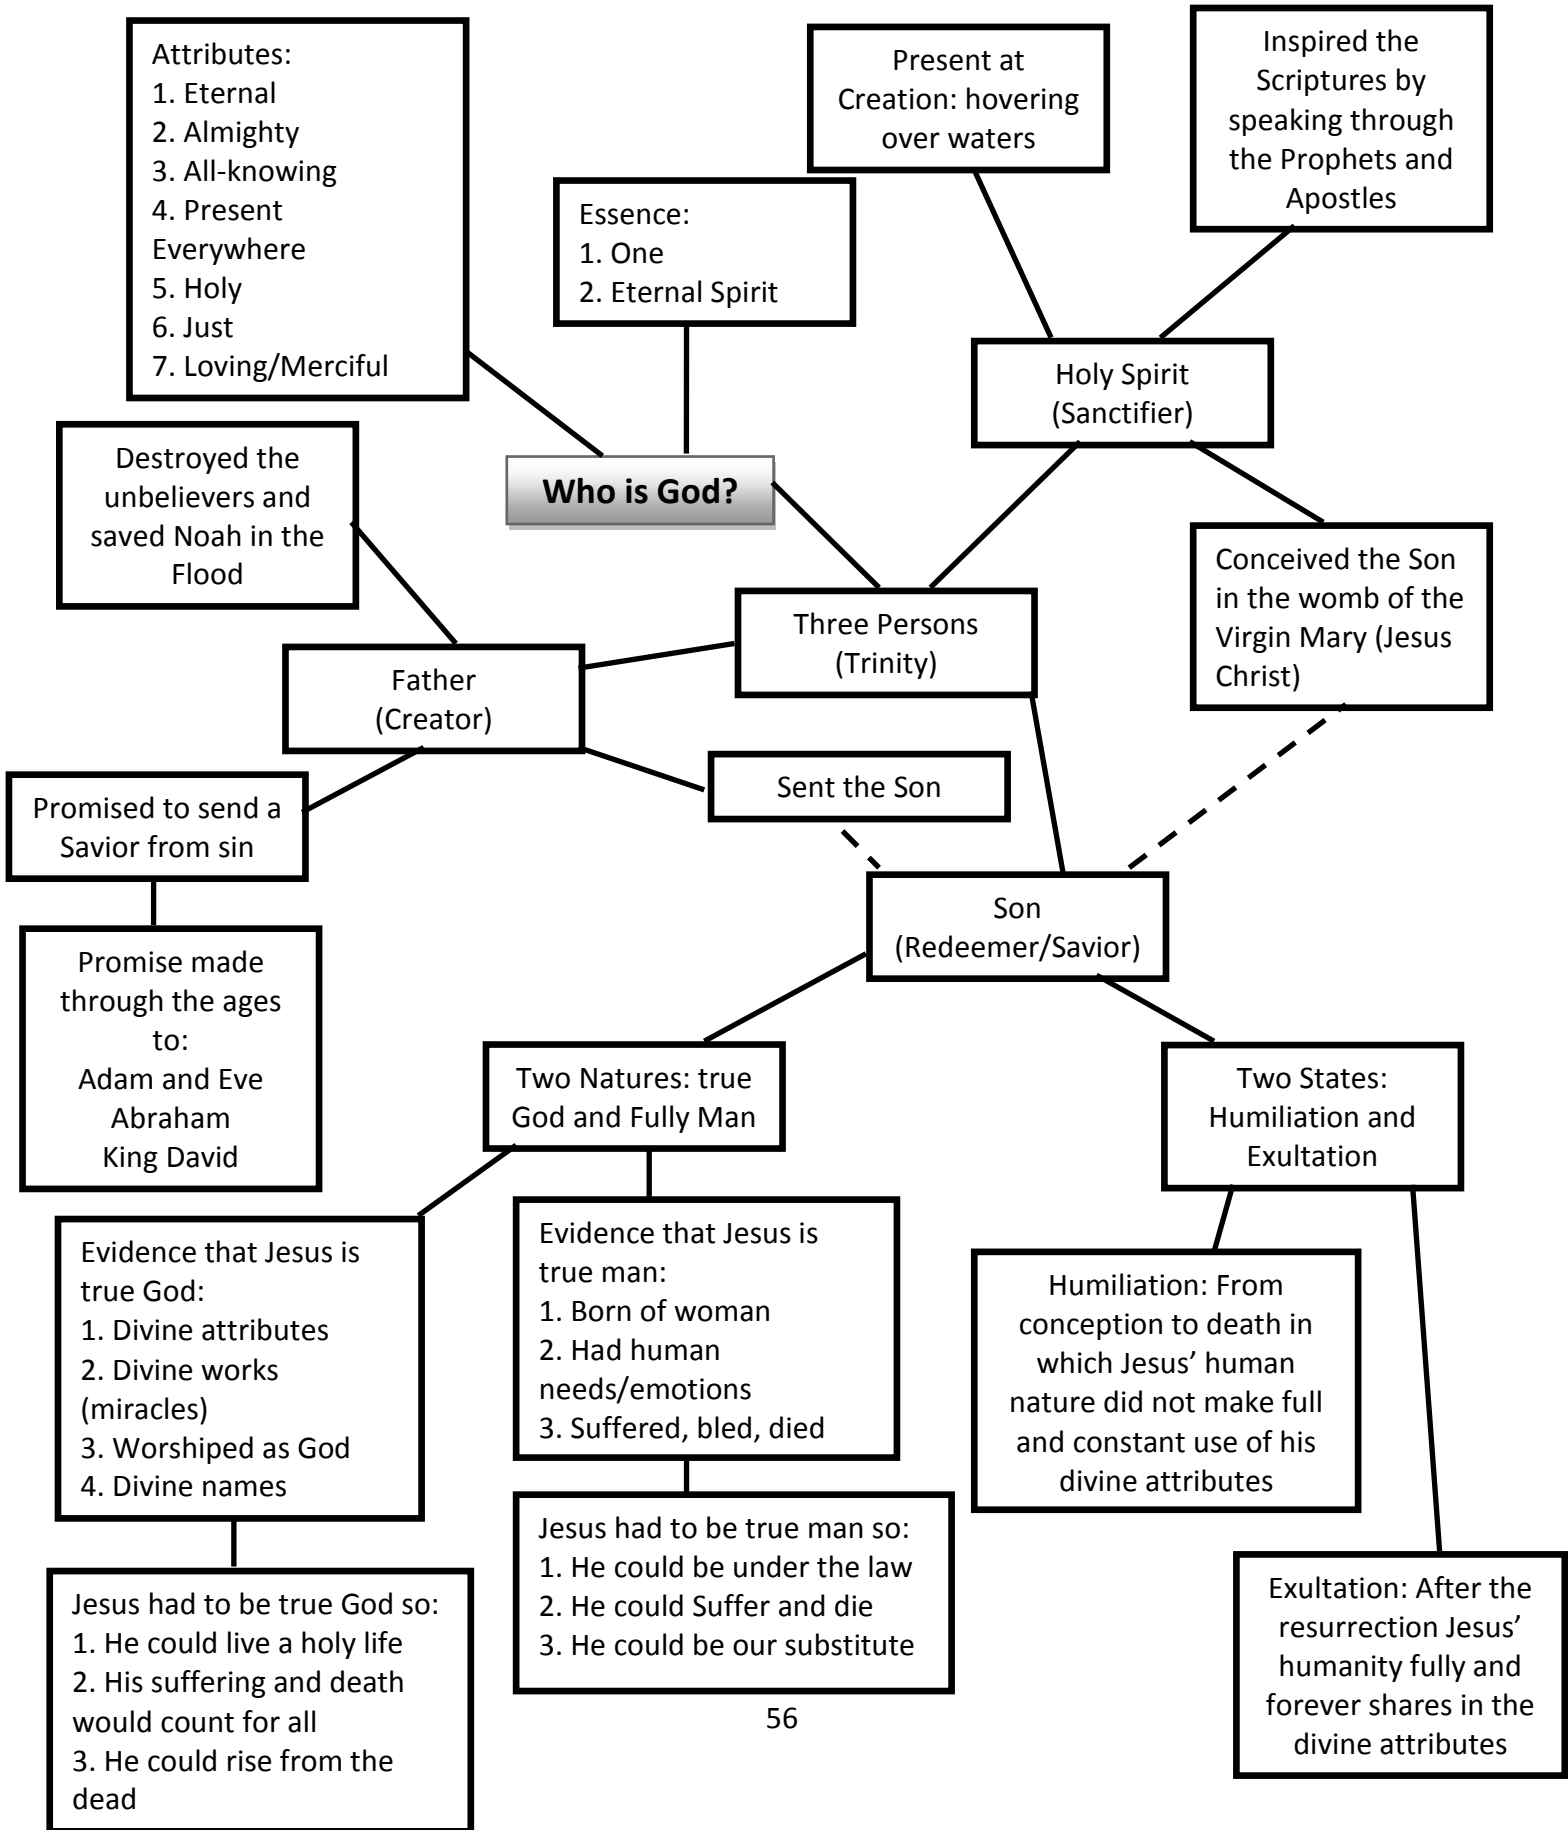 Attributes:
1. Eternal
2. Almighty
3. All-knowing
4. Present
Everywhere
5. Holy
6. Just
7. Loving/Merciful
Essence:
1. One
2. Eternal Spirit
Present at
Creation: hovering
over waters
Inspired the
Scriptures by
speaking through
the Prophets and
Apostles
Holy Spirit
(Sanctifier)
Who is God?
Destroyed the
unbelievers and
saved Noah in the
Flood
Three Persons
(Trinity)
Conceived the Son
in the womb of the
Virgin Mary (Jesus
Christ)
Father
(Creator)
Sent the Son
Promised to send a
Savior from sin
Promise made
through the ages
to:
Adam and Eve
Abraham
King David
Son
(Redeemer/Savior)
Two Natures: true
God and Fully Man
Two States:
Humiliation and
Exultation
Evidence that Jesus is
true God:
1. Divine attributes
2. Divine works
(miracles)
3. Worshiped as God
4. Divine names
Evidence that Jesus is
true man:
1. Born of woman
2. Had human
needs/emotions
3. Suffered, bled, died
Humiliation: From
conception to death in
which Jesus’ human
nature did not make full
and constant use of his
divine attributes
Jesus had to be true God so:
1. He could live a holy life
2. His suffering and death
would count for all
3. He could rise from the
dead
Jesus had to be true man so:
1. He could be under the law
2. He could Suffer and die
3. He could be our substitute
Exultation: After the
resurrection Jesus’
humanity fully and
forever shares in the
divine attributes
56